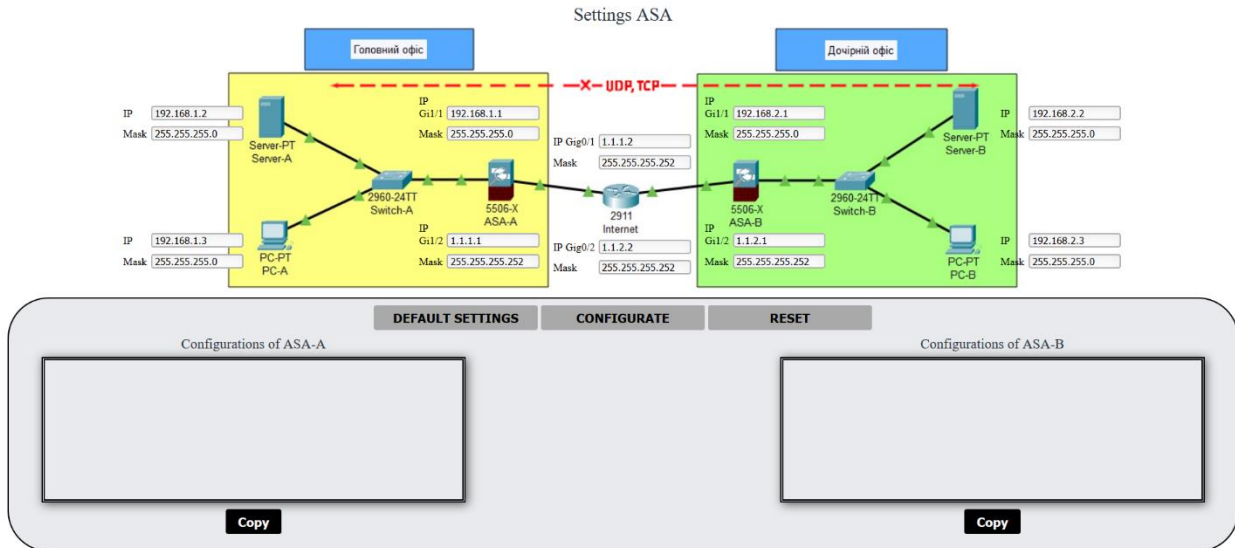 Settings ASA
Головний офіс
Дочірній офіс
UDP, TCP
IP 192.168.1.2
Mask 255.255.255.0
Server-PT
Server-A
IP
Gi1/1 192.168.1.1
Mask 255.255.255.0
IP Gig0/1 1.1.1.2
Mask 255.255.255.252
IP
Gi1/1 192.168.2.1
Mask 255.255.255.0
Server-PT
Server-B
IP 192.168.2.2
Mask 255.255.255.0
2960-24TT
Switch-A
5506-X
ASA-A
2911
Internet
5506-X
ASA-B
2960-24TT
Switch-B
IP 192.168.1.3
Mask 255.255.255.0
PC-PT
PC-A
IP
Gi1/2 1.1.1.1
Mask 255.255.255.252
IP Gig0/2 1.1.2.2
Mask 255.255.255.252
IP
Gi1/2 1.1.2.1
Mask 255.255.255.252
PC-PT
PC-B
IP 192.168.2.3
Mask 255.255.255.0
DEFAULT SETTINGS
CONFIGURATE
RESET
Configurations of ASA-A
Configurations of ASA-B
Copy
Copy